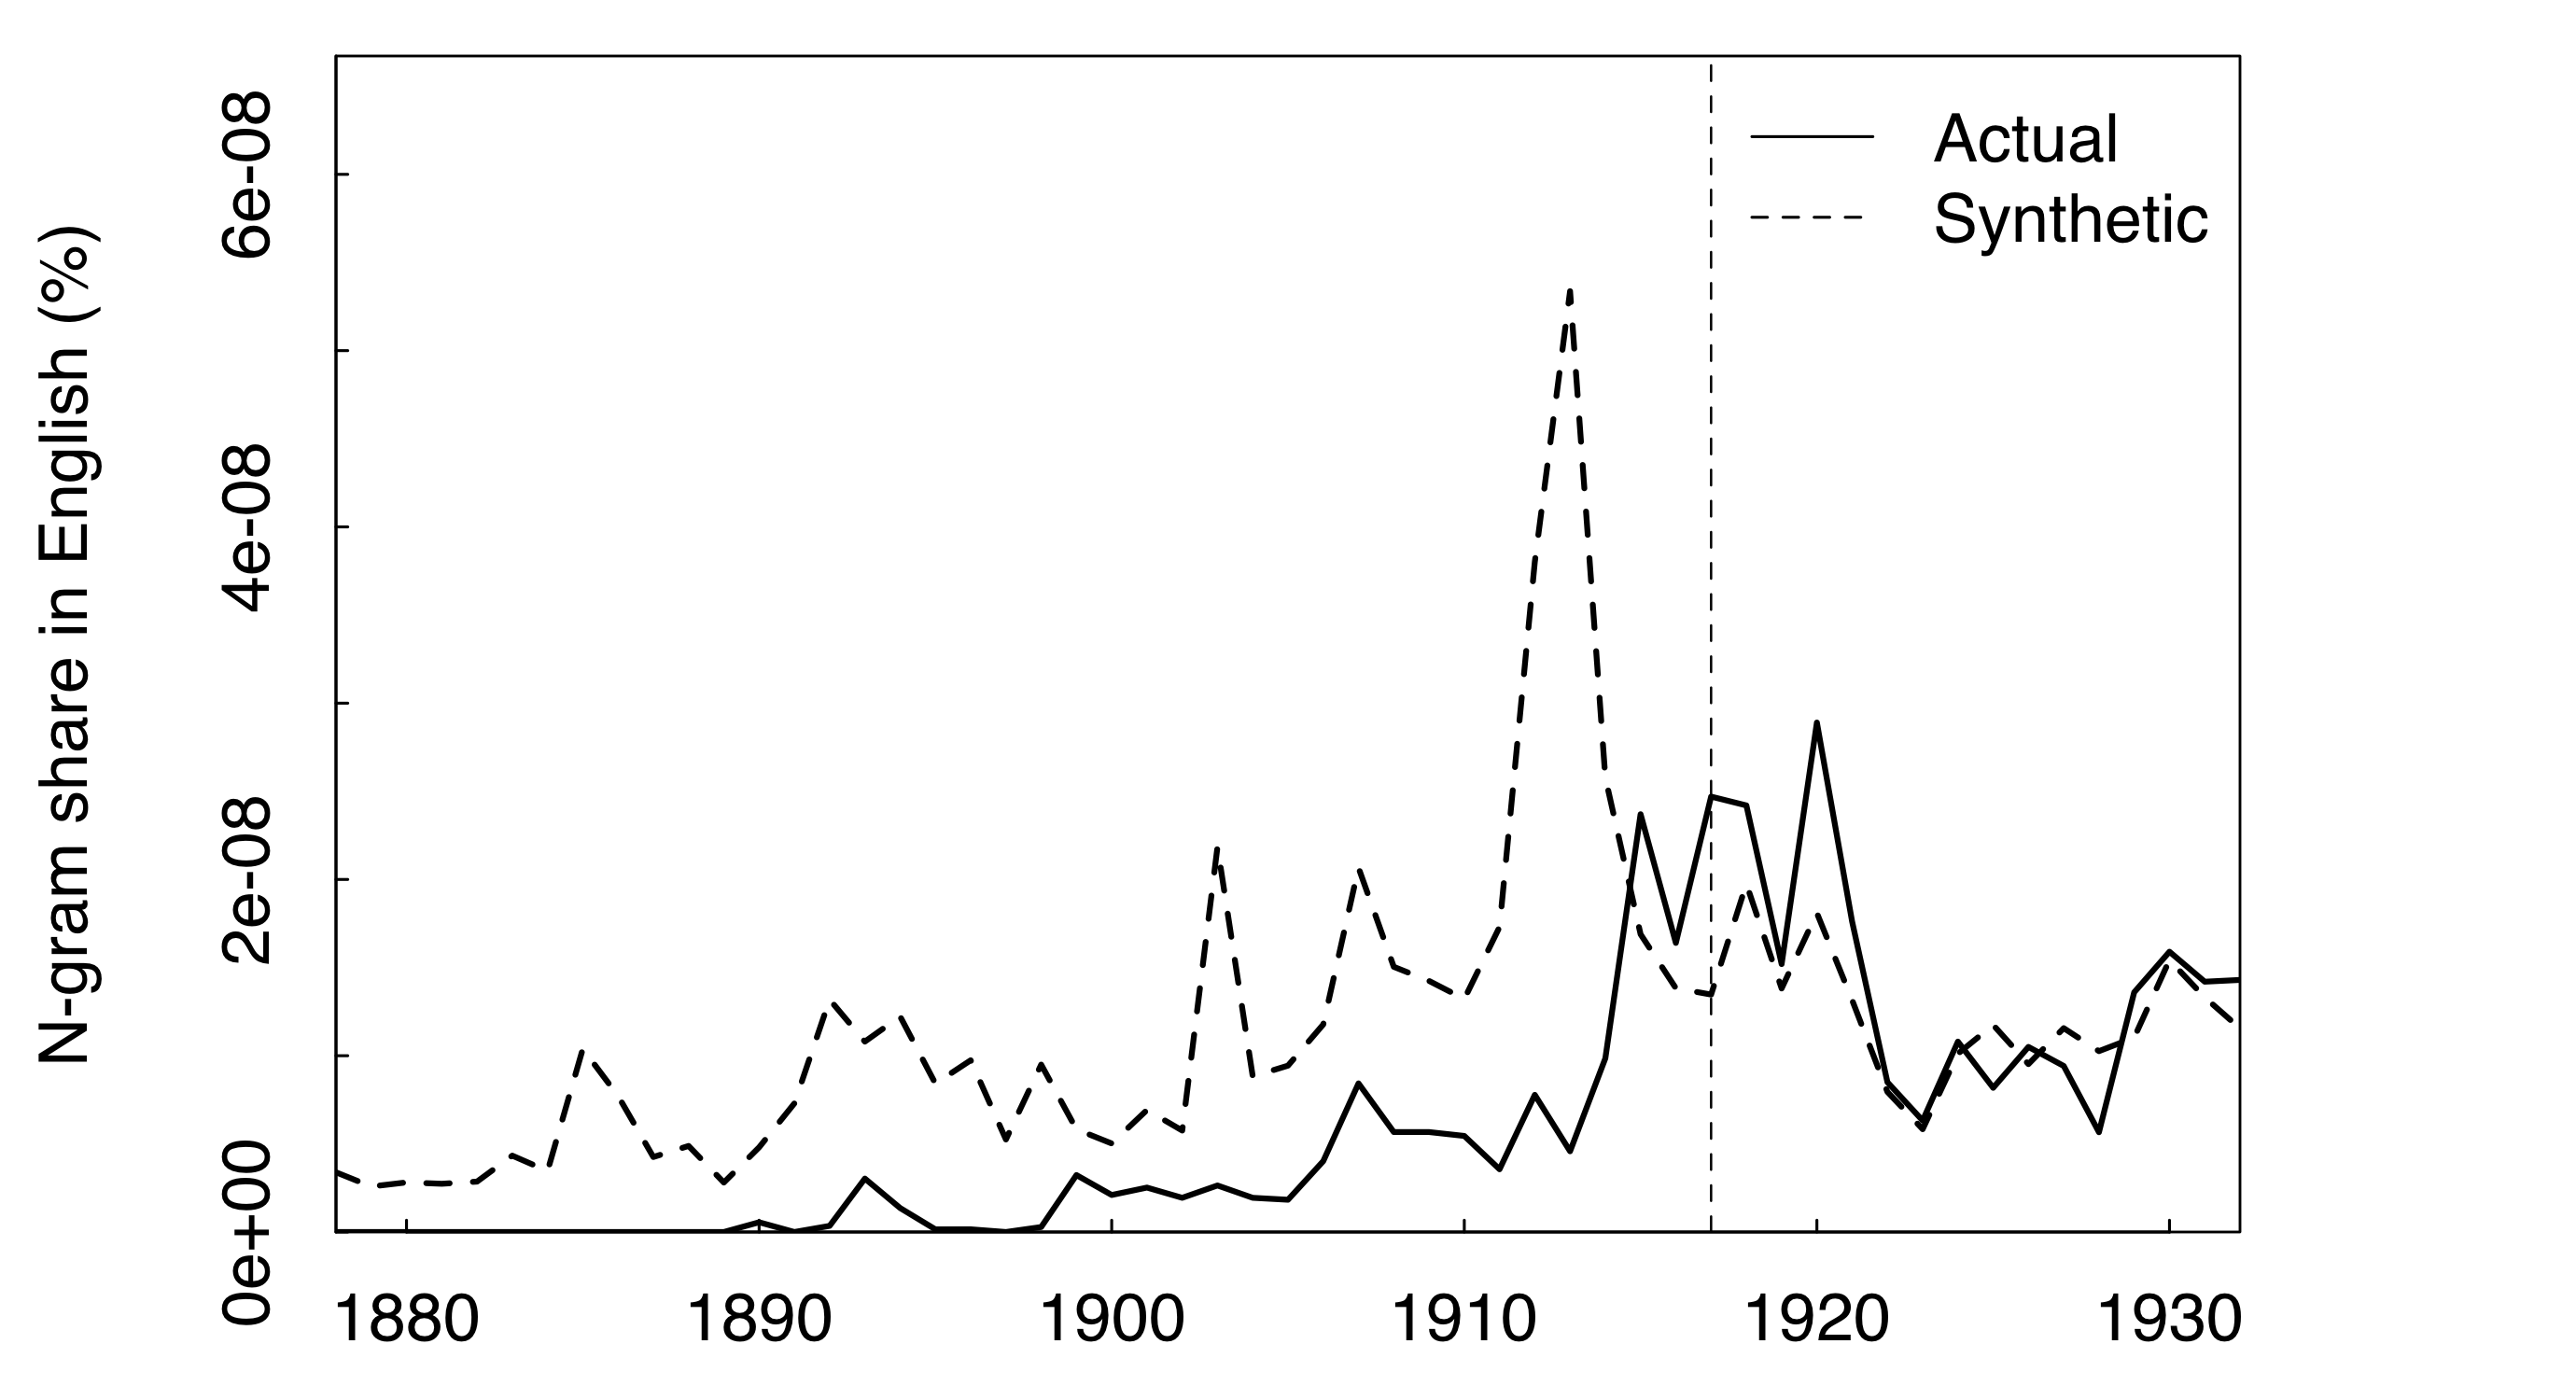 N-gram share in English (%)
6e-08
4e-08
2e-08
0e+00
Actual
Synthetic
1880 1890 1900 1910 1920 1930